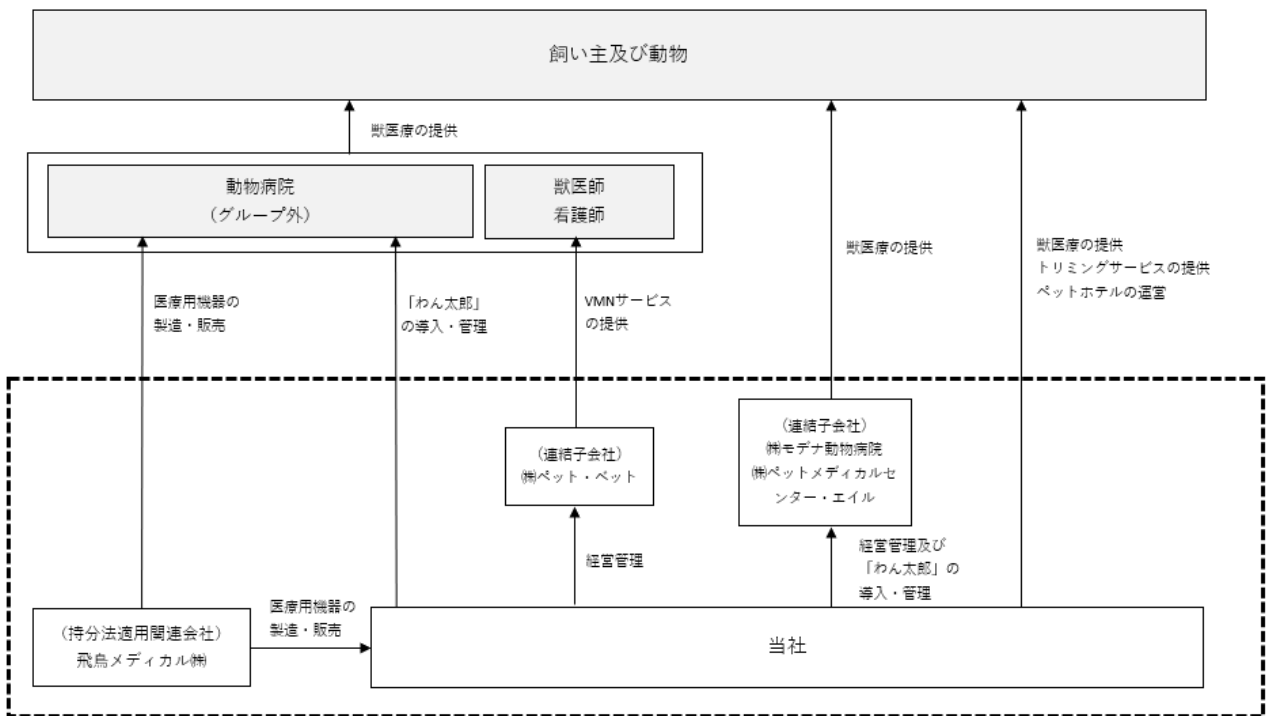 飼い主及び動物
獣医療の提供
動物病院
（グループ外）
獣医師
看護師
医療用機器の
製造・販売
「わん太郎」
の導入・管理
VMNサービス
の提供
獣医療の提供
獣医療の提供
トリミングサービスの提供
ペットホテルの運営
（連結子会社）
㈱ペット・ベット
（連結子会社）
㈱モデナ動物病院
㈱ペットメディカルセ
ンター・エイル
経営管理
経営管理及び
「わん太郎」の
導入・管理
（持分法適用関連会社）
飛鳥メディカル㈱
医療用機器の
製造・販売
当社